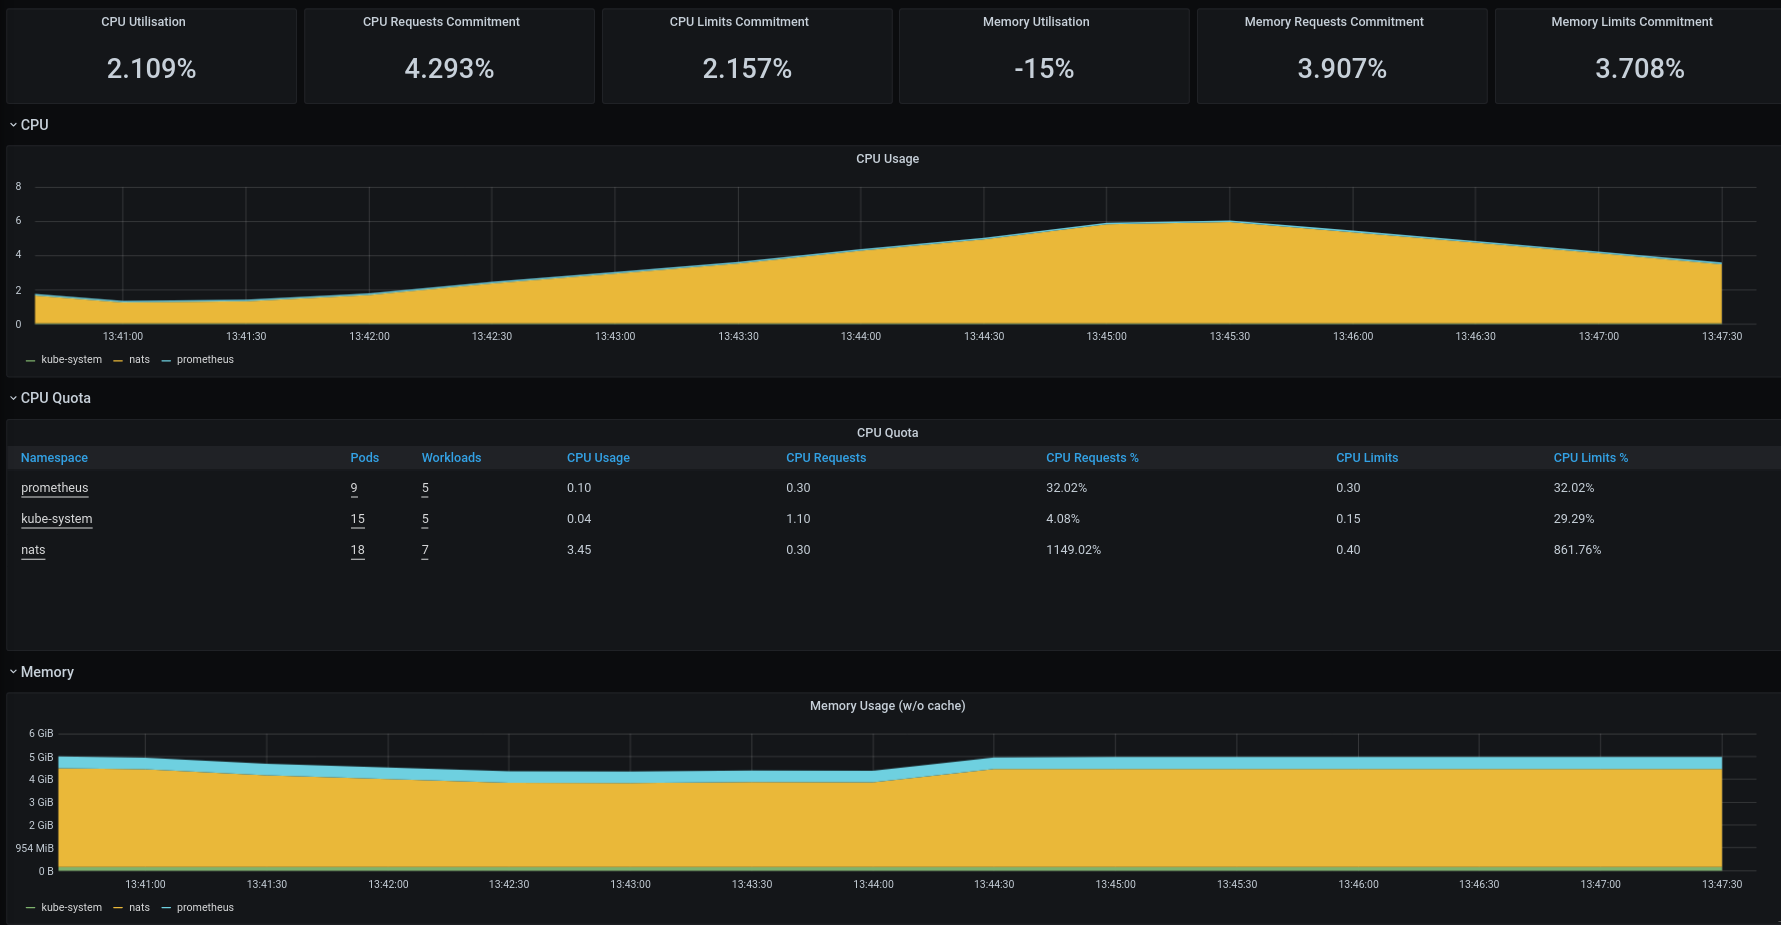 CPU Utilisation CPU Requests Commitment CPU Limits Commitment Memory Utilisation Memory Requests Commitment Memory Limits Commitment
2.109% 4.293% 2.157% -15% 3.907% 3.708%
CPU
CPU Usage
8
6
4
2
0
13:41:00 13:41:30 13:42:00 13:42:30 13:43:00 13:43:30 13:44:00 13:44:30 13:45:00 13:45:30 13:46:00 13:46:30 13:47:00 13:47:30
kube-system nats prometheus
CPU Quota
CPU Quota
Namespace Pods Workloads CPU Usage CPU Requests CPU Requests % CPU Limits CPU Limits %
prometheus 9 5 0.10 0.30 32.02% 0.30 32.02%
kube-system 15 5 0.04 1.10 4.08% 0.15 29.29%
nats 18 7 3.45 0.30 1149.02% 0.40 861.76%
Memory
Memory Usage (w/o cache)
6 GiB
5 GiB
4 GiB
3 GiB
2 GiB
954 MiB
0 B
13:41:00 13:41:30 13:42:00 13:42:30 13:43:00 13:43:30 13:44:00 13:44:30 13:45:00 13:45:30 13:46:00 13:46:30 13:47:00 13:47:30
kube-system nats prometheus